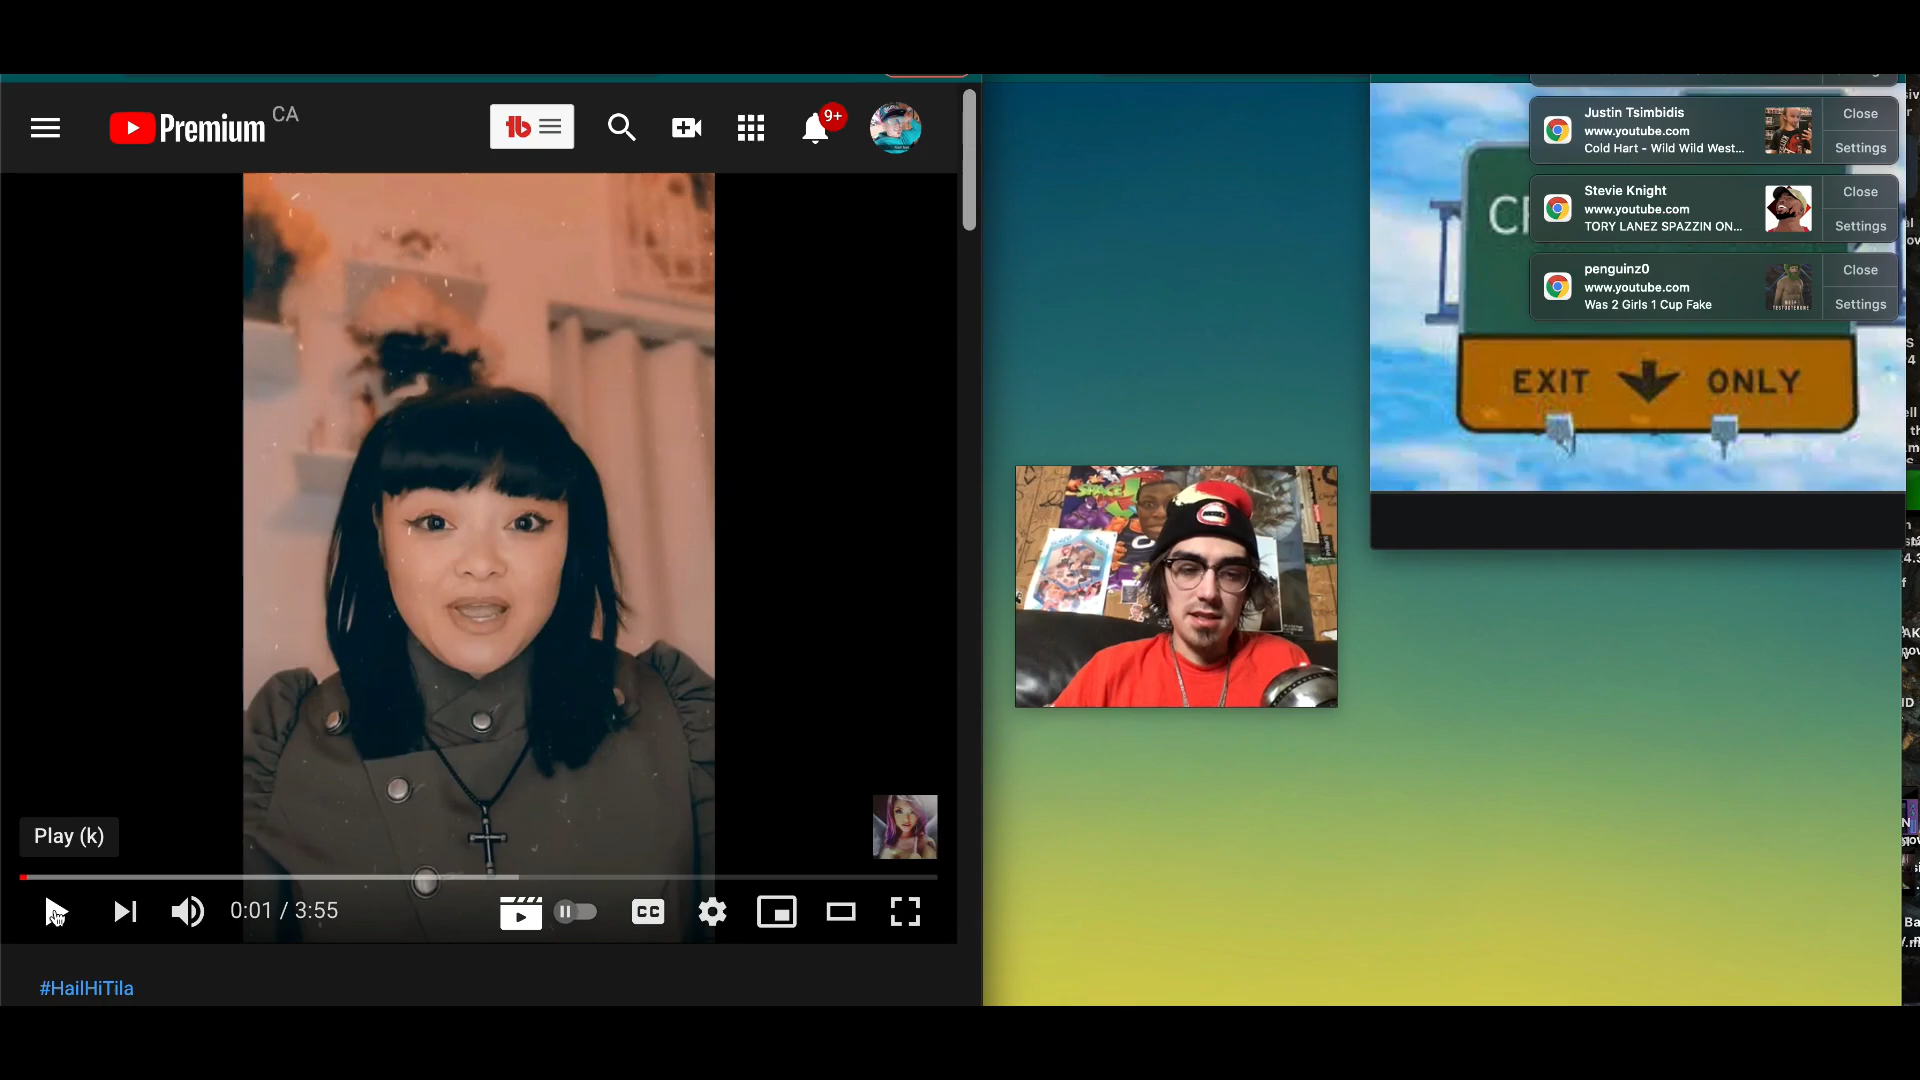 Premium CA
9+
Play (k)
0:01 / 3:55
CC
#HailHiTila
Justin Tsimbidis
www.youtube.com
Cold Hart - Wild Wild West...
Close
Settings
Stevie Knight
www.youtube.com
TORY LANEZ SPAZZIN ON...
Close
Settings
penguinz0
www.youtube.com
Was 2 Girls 1 Cup Fake
Close
Settings
EXIT ONLY
SPACE